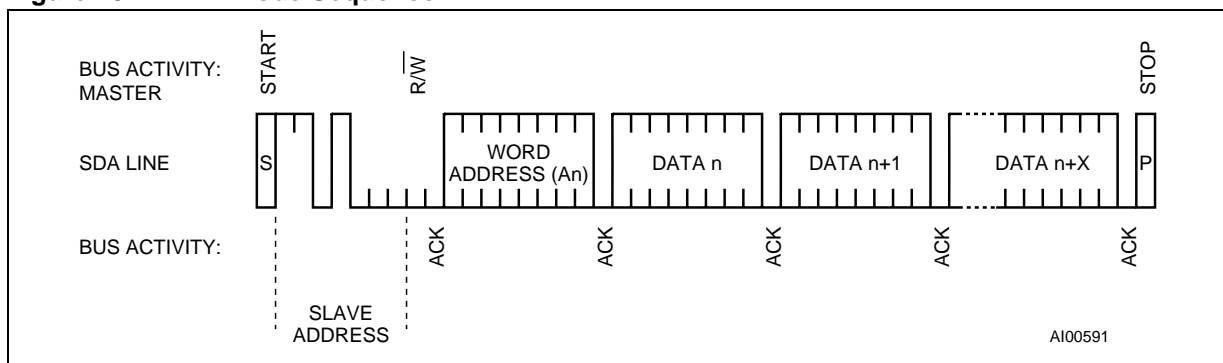 BUS ACTIVITY:
MASTER
START
R/W
STOP
SDA LINE
S
WORD
ADDRESS (An)
DATA n
DATA n+1
DATA n+X
P
BUS ACTIVITY:
ACK
ACK
ACK
ACK
ACK
SLAVE
ADDRESS
AI00591